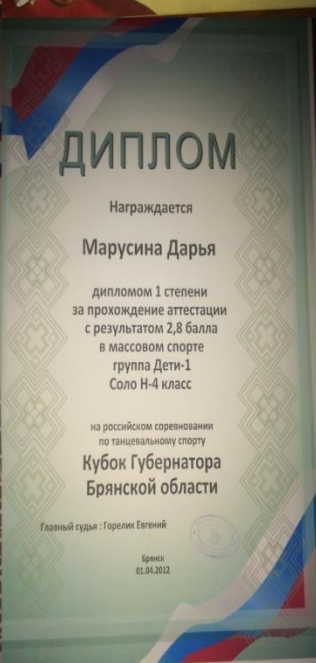 ДИПЛОМ
Награждается
Марусина Дарья
дипломом 1 степени
за прохождение аттестации
с результатом 2,8 балла
в массовом спорте
группа Дети-1
Соло Н-4 класс
на российском соревновании
по танцевальному спорту
Кубок Губернатора
Брянской области
Главный судья : Горелик Евгений
Брянск
01.04.2012